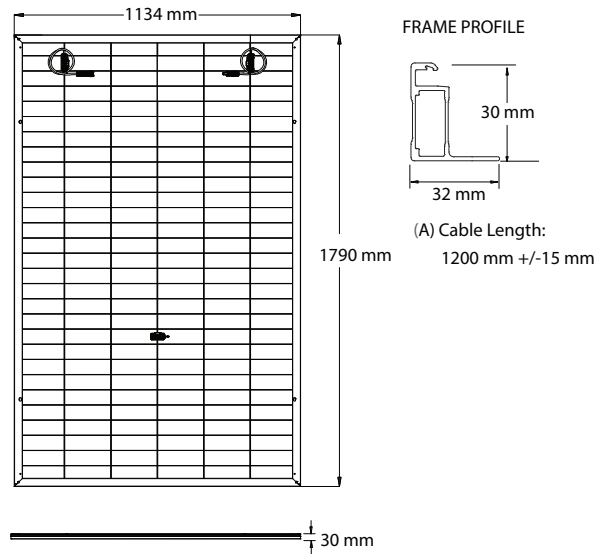 1134 mm
FRAME PROFILE
30 mm
32 mm
(A) Cable Length:
1200 mm +/-15 mm
1790 mm
30 mm